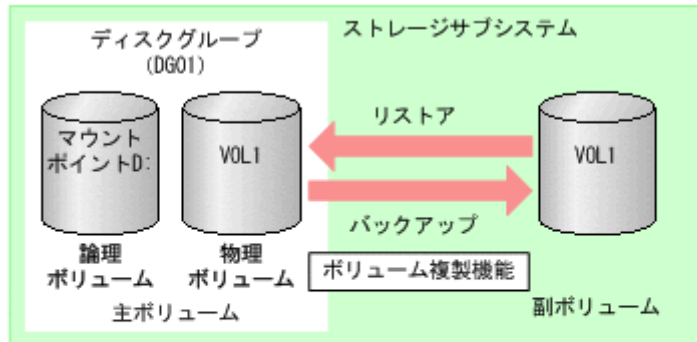 ディスクグループ
(DG01)
ストレージサブシステム
マウント
ポイントD:
VOL1
リストア
VOL1
バックアップ
論理
ボリューム
物理
ボリューム
ボリューム複製機能
主ボリューム
副ボリューム